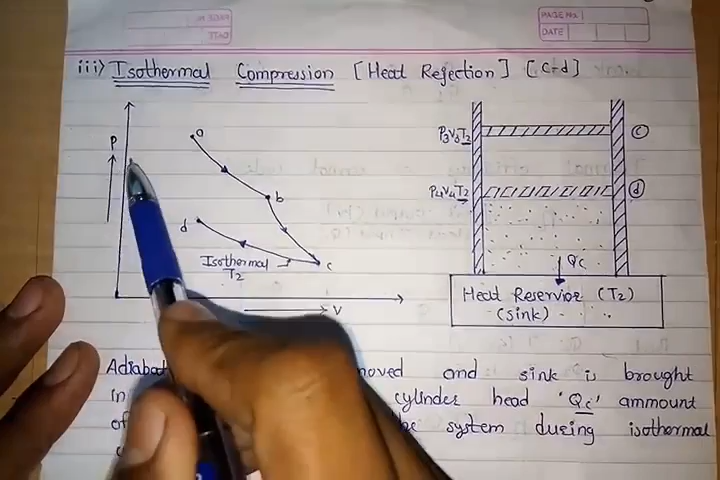 PAGE No.
DATE
iii) Isothermal Compression [Heat Rejection] [c-d]
P
a
b
d
c
Isothermal
T2
V
P3V3T2
c
P4V4T2
d
Qc
Heat Reservior (T2)
(sink)
Adiabat moved and sink is brought
in cylinder head 'Qc' ammount
of the system during isothermal